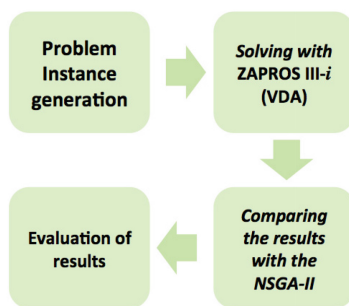 Problem
Instance
generation
Solving with
ZAPROS III-i
(VDA)
Comparing
the results
with the
NSGA-II
Evaluation of
results